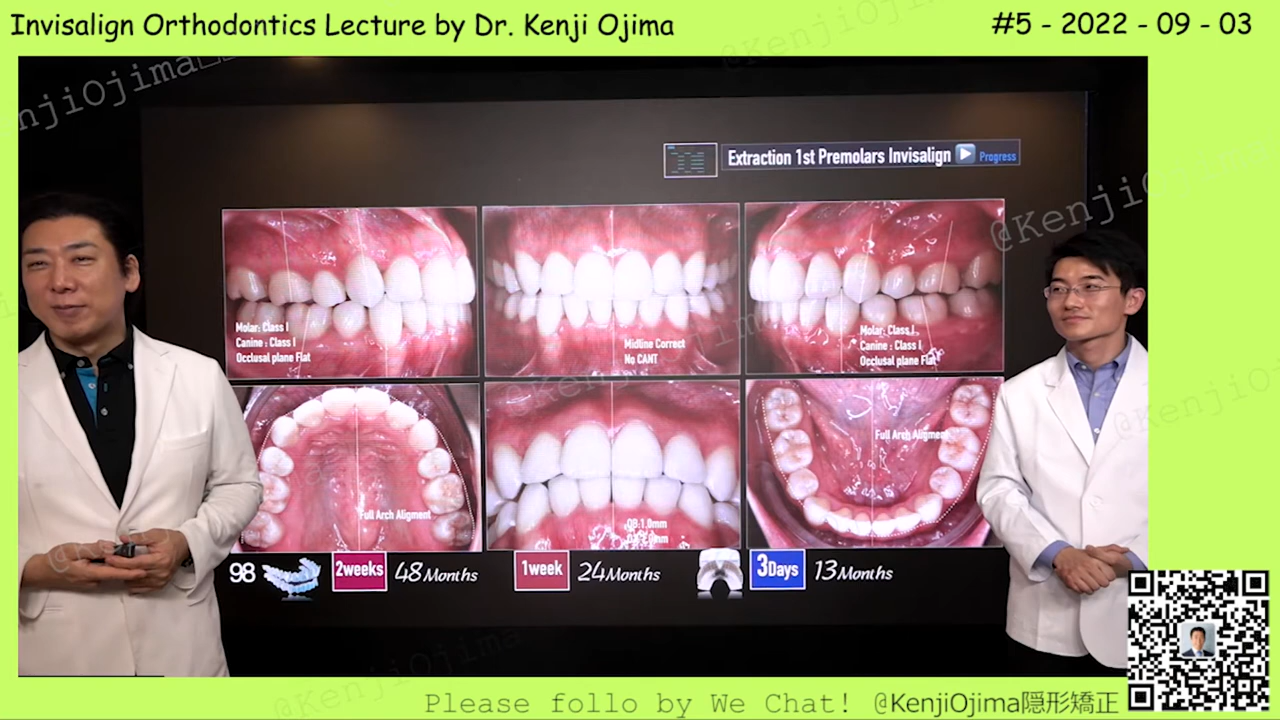 Invisalign Orthodontics Lecture by Dr. Kenji Ojima
#5 - 2022 - 09 - 03
Extraction 1st Premolars Invisalign Progress
Molar: Class I
Canine : Class I
Occlusal plane Flat
Midline Correct
No CANT
Molar: Class I
Canine : Class I
Occlusal plane Flat
Full Arch Aligment
Full Arch Aligment
98
2weeks
48Months
1week
24Months
3Days
13Months
Please follo by We Chat! @KenjiOjima隠形矯正
@KenjiOjima